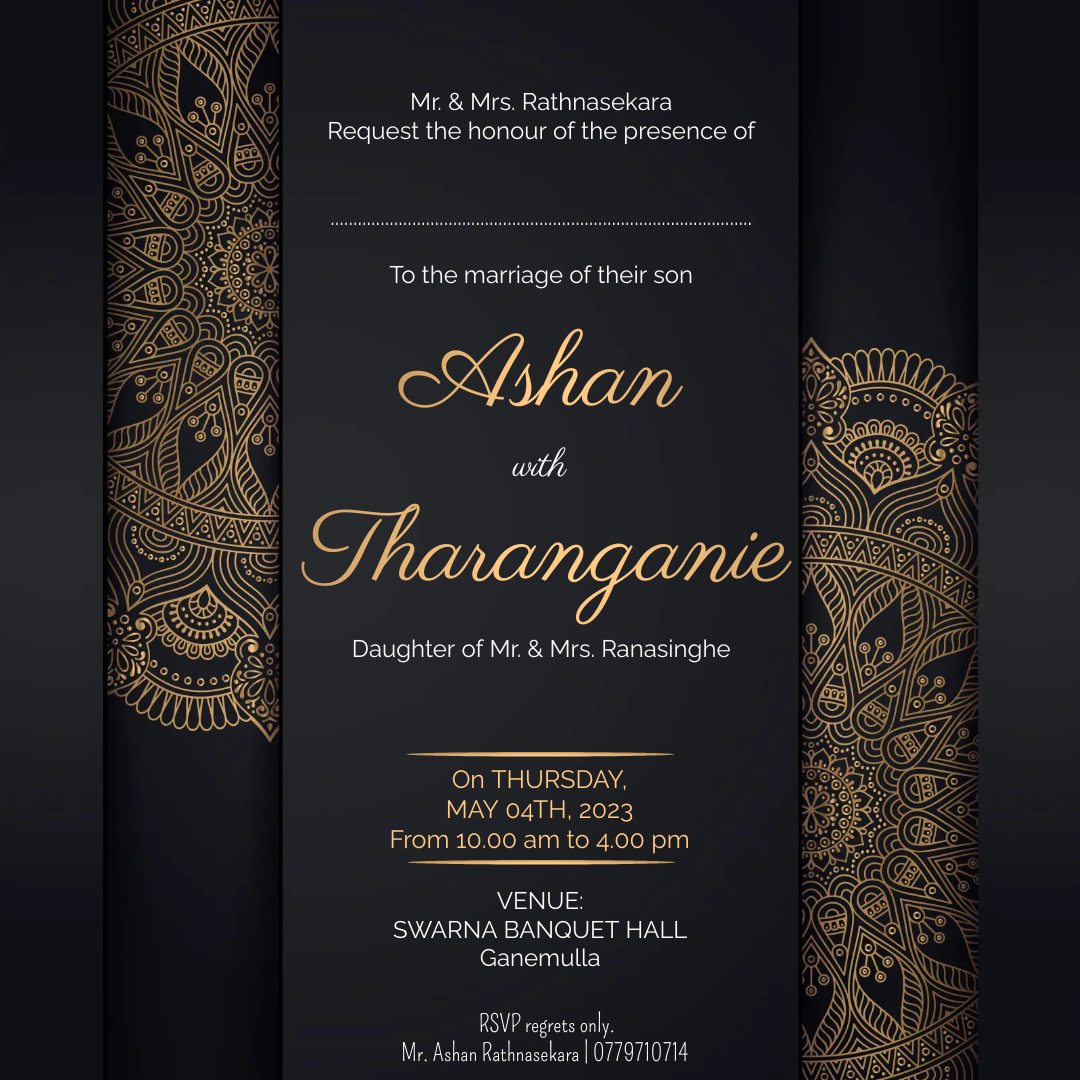 Mr. & Mrs. Rathnasekara
Request the honour of the presence of
..........................................................................................
To the marriage of their son
Ashan
with
Tharanganie
Daughter of Mr. & Mrs. Ranasinghe
On THURSDAY,
MAY 04TH, 2023
From 10.00 am to 4.00 pm
VENUE:
SWARNA BANQUET HALL
Ganemulla
RSVP regrets only.
Mr. Ashan Rathnasekara | 0779710714